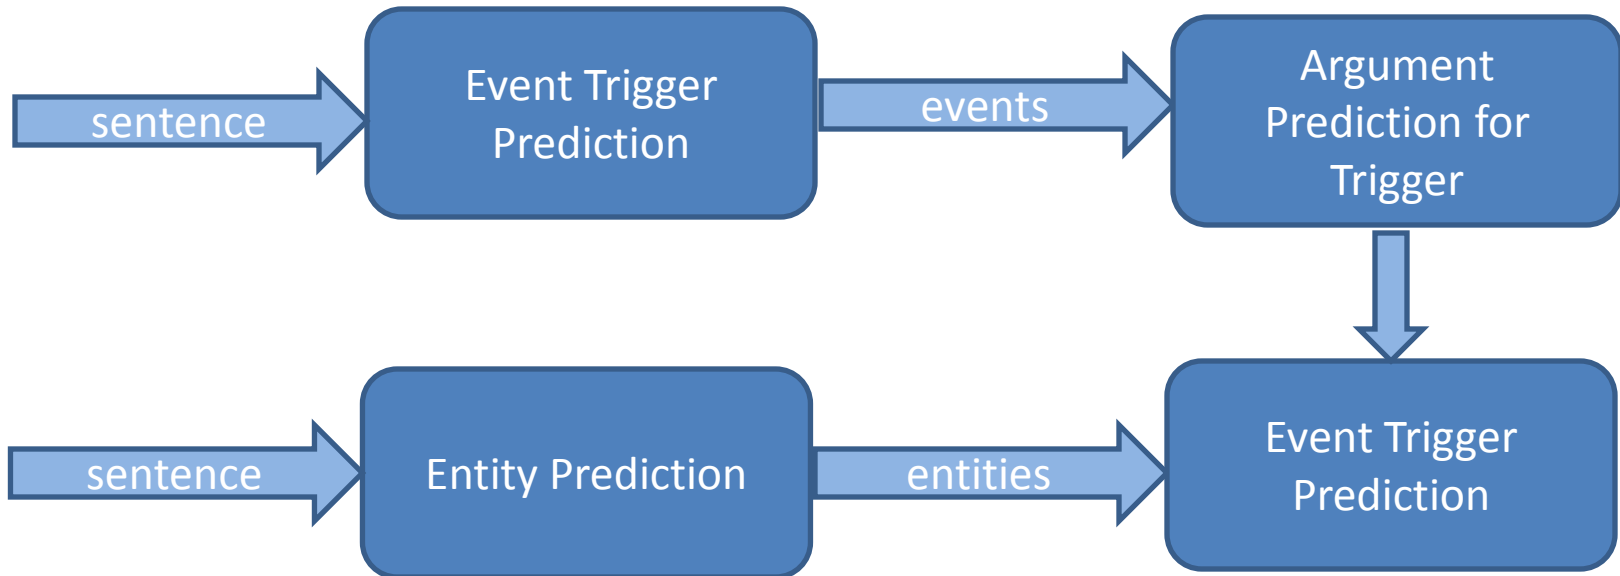 sentence
Event Trigger
Prediction
events
Argument
Prediction for
Trigger
sentence
Entity Prediction
entities
Event Trigger
Prediction